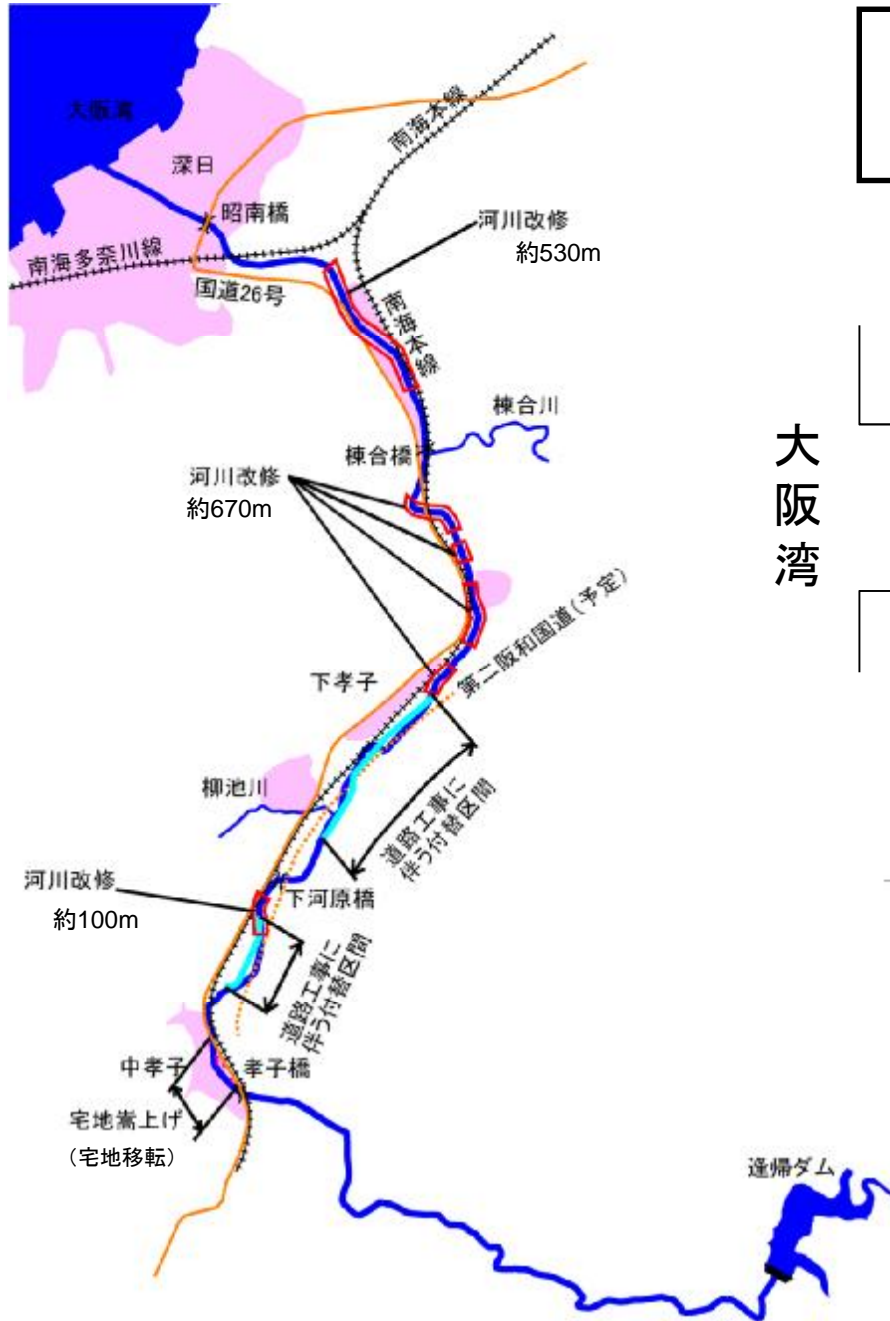 大阪湾
深日
昭南橋
南海本線
南海多奈川線
国道26号
河川改修
約530m
南海本線
棟合川
棟合橋
河川改修
約670m
大阪湾
第二阪和国道(予定)
下孝子
柳池川
道路工事に
伴う付替区間
河川改修
約100m
下河原橋
道路工事に
伴う付替区間
中孝子
孝子橋
宅地嵩上げ
(宅地移転)
逢帰ダム